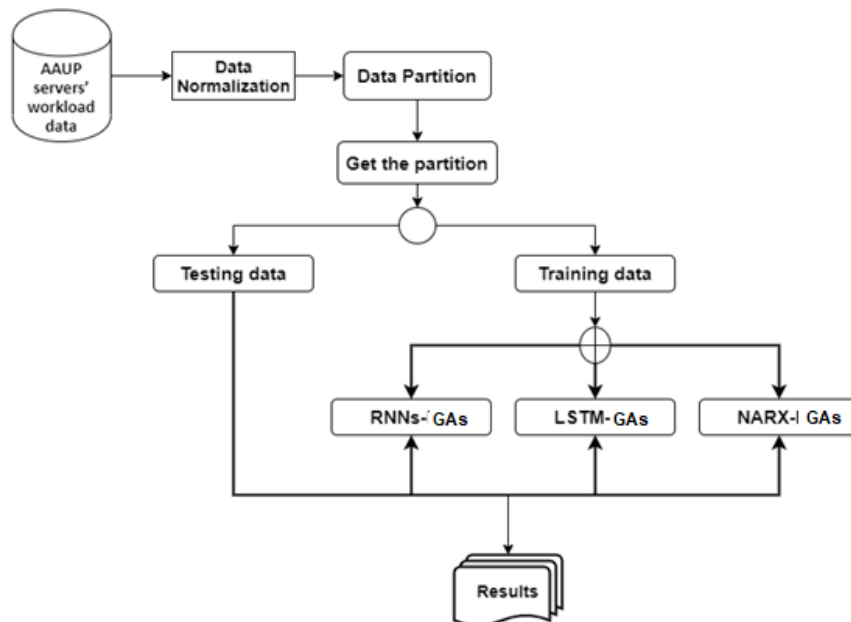 AAUP
servers'
workload
data
Data
Normalization
Data Partition
Get the partition
Testing data
Training data
RNNs- GAs
LSTM-GAs
NARX- GAs
Results